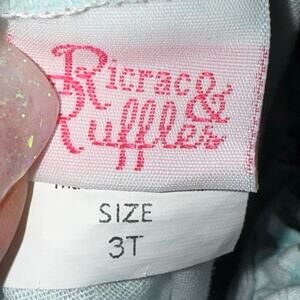 Ricrac &
Ruffles
SIZE
3T